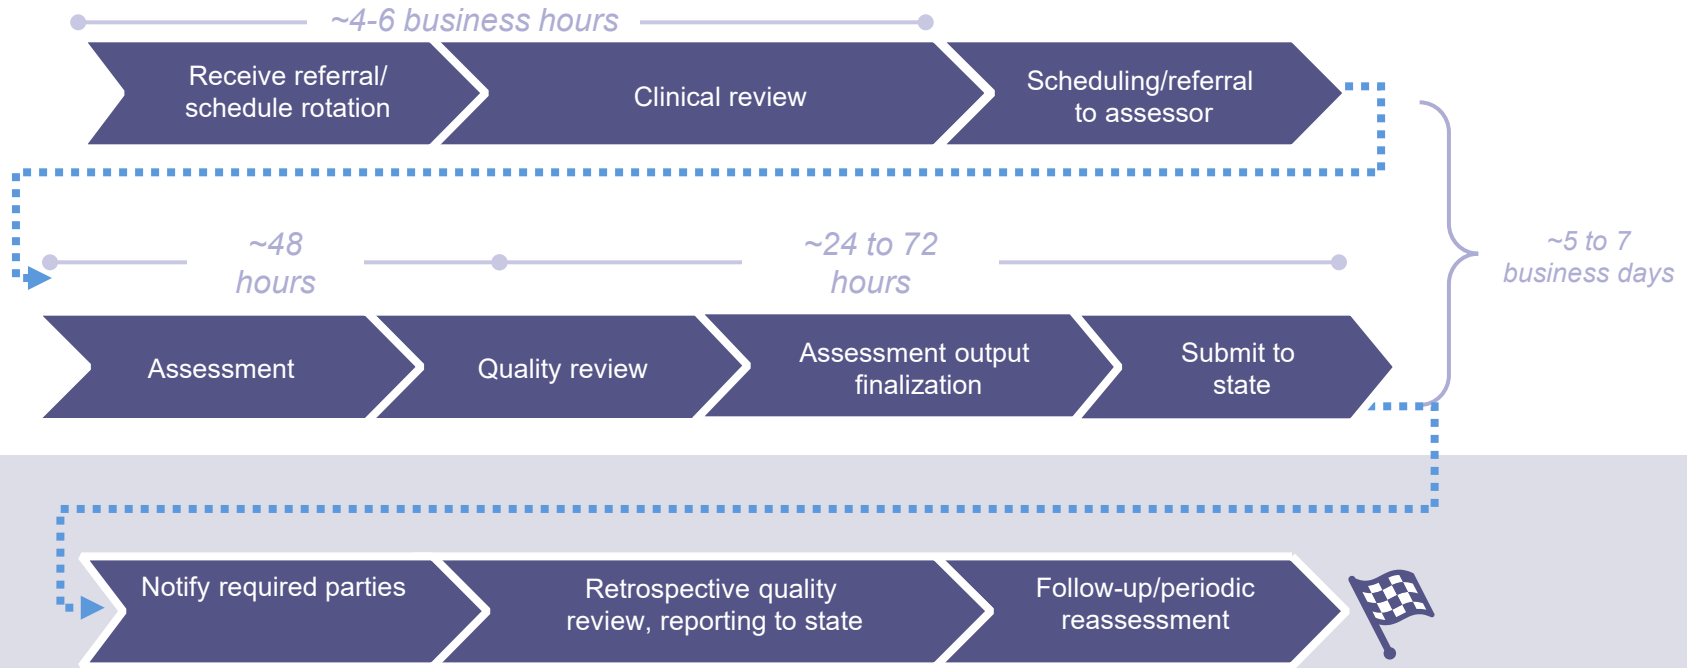 ~4-6 business hours
Receive referral/
schedule rotation
Clinical review
Scheduling/referral
to assessor
~48
hours
~24 to 72
hours
~5 to 7
business days
Assessment
Quality review
Assessment output
finalization
Submit to
state
Notify required parties
Retrospective quality
review, reporting to state
Follow-up/periodic
reassessment